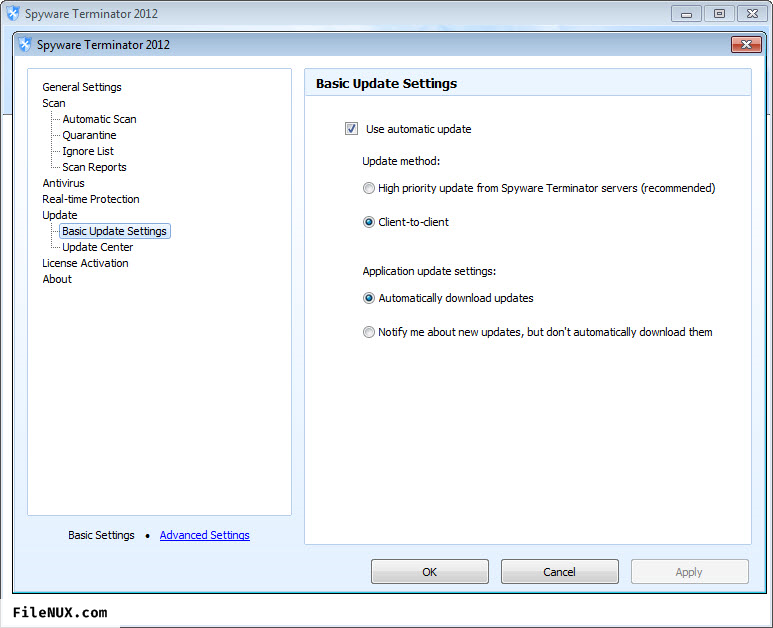 Spyware Terminator 2012
Spyware Terminator 2012
General Settings
Scan
Automatic Scan
Quarantine
Ignore List
Scan Reports
Antivirus
Real-time Protection
Update
Basic Update Settings
Update Center
License Activation
About
Basic Settings • Advanced Settings
Basic Update Settings
Use automatic update
Update method:
High priority update from Spyware Terminator servers (recommended)
Client-to-client
Application update settings:
Automatically download updates
Notify me about new updates, but don't automatically download them
OK
Cancel
Apply
FileNUX.com